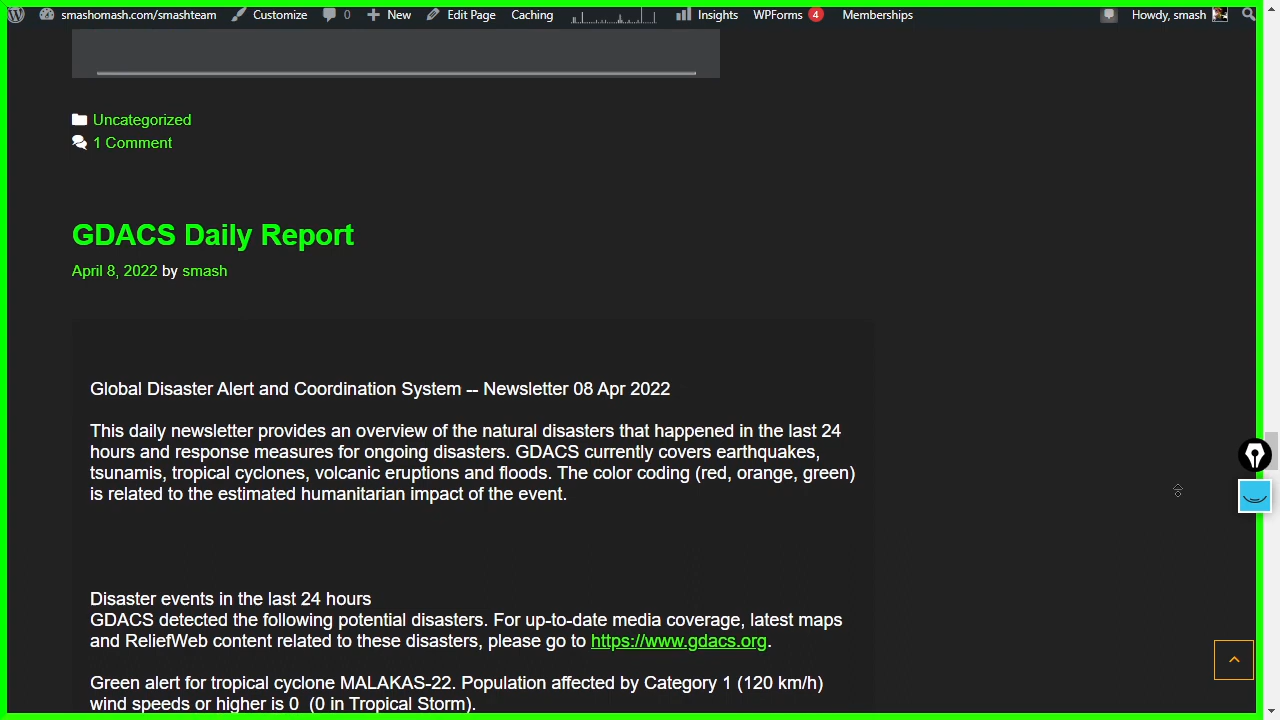 smashomash.com/smashteam Customize 0 New Edit Page Caching Insights WPForms 4 Memberships Howdy, smash
Uncategorized
1 Comment
GDACS Daily Report
April 8, 2022 by smash
Global Disaster Alert and Coordination System -- Newsletter 08 Apr 2022
This daily newsletter provides an overview of the natural disasters that happened in the last 24
hours and response measures for ongoing disasters. GDACS currently covers earthquakes,
tsunamis, tropical cyclones, volcanic eruptions and floods. The color coding (red, orange, green)
is related to the estimated humanitarian impact of the event.
Disaster events in the last 24 hours
GDACS detected the following potential disasters. For up-to-date media coverage, latest maps
and ReliefWeb content related to these disasters, please go to https://www.gdacs.org.
Green alert for tropical cyclone MALAKAS-22. Population affected by Category 1 (120 km/h)
wind speeds or higher is 0 (0 in Tropical Storm).